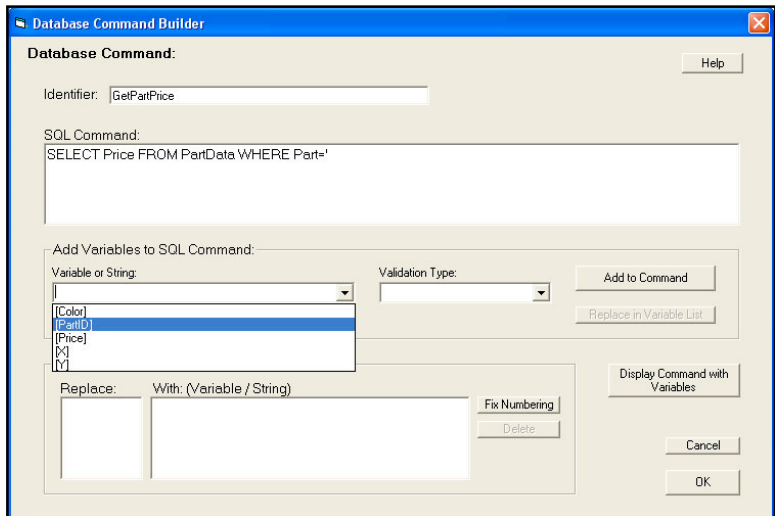 Database Command Builder
Database Command:
Help
Identifier: GetPartPrice
SQL Command:
SELECT Price FROM PartData WHERE Part='
Add Variables to SQL Command:
Variable or String: Validation Type:
Add to Command
[Color]
[PartID]
[Price]
[X]
[Y]
Replace in Variable List
Replace: With: (Variable / String)
Display Command with
Variables
Fix Numbering
Delete
Cancel
OK